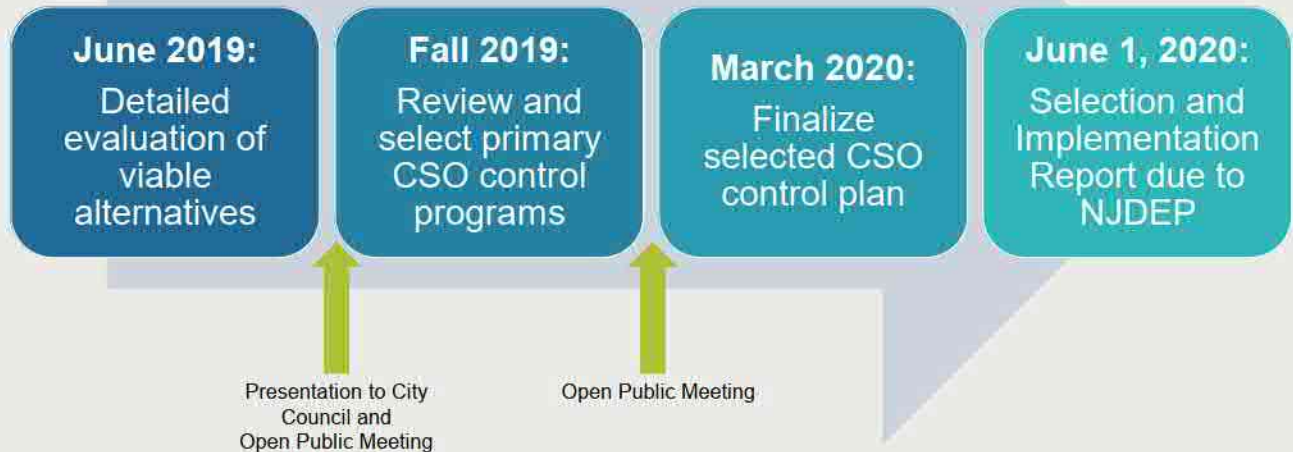 June 2019:
Detailed
evaluation of
viable
alternatives
Fall 2019:
Review and
select primary
CSO control
programs
March 2020:
Finalize
selected CSO
control plan
June 1, 2020:
Selection and
Implementation
Report due to
NJDEP
Presentation to City
Council and
Open Public Meeting
Open Public Meeting